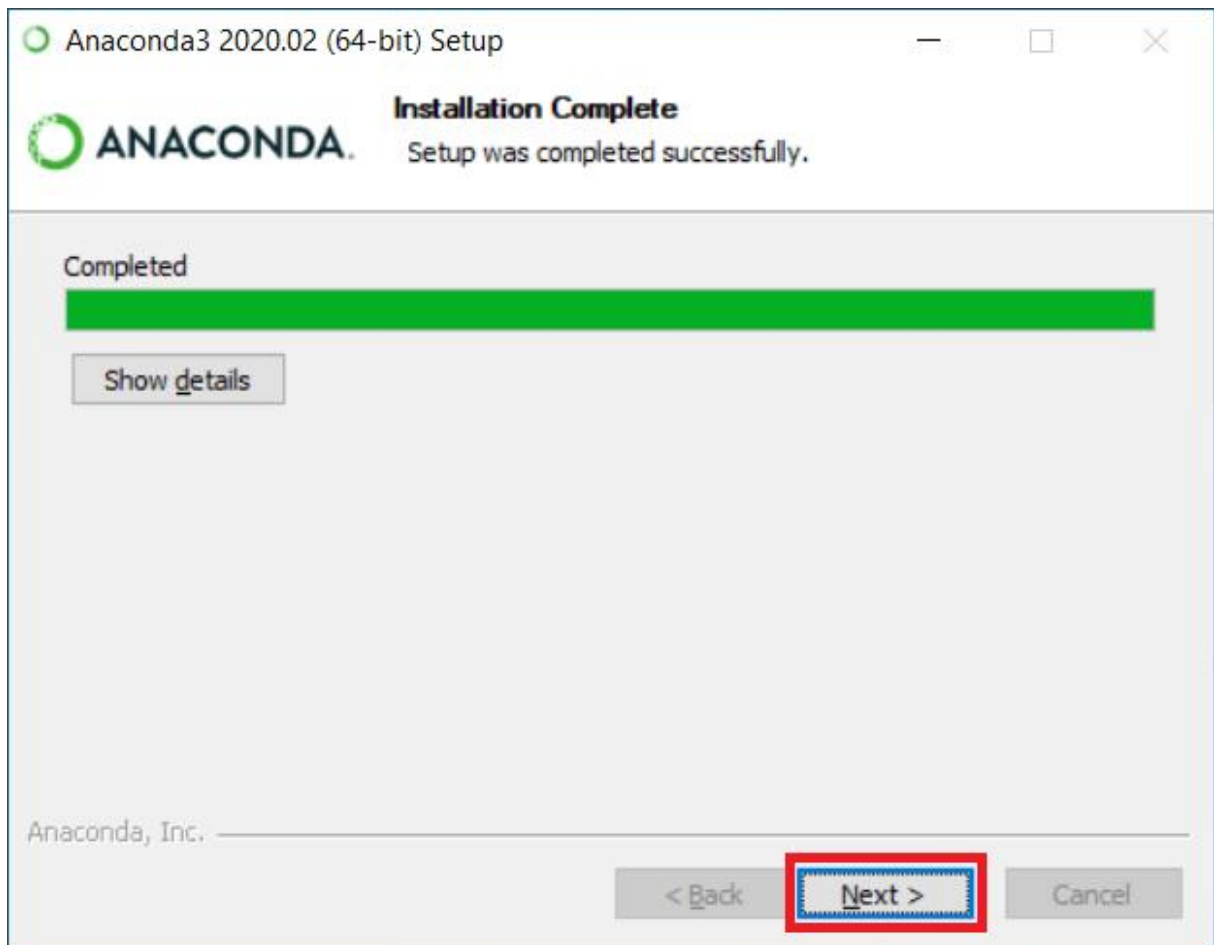 Anaconda3 2020.02 (64-bit) Setup
ANACONDA.
Installation Complete
Setup was completed successfully.
Completed
Show details
Anaconda, Inc.
< Back
Next >
Cancel